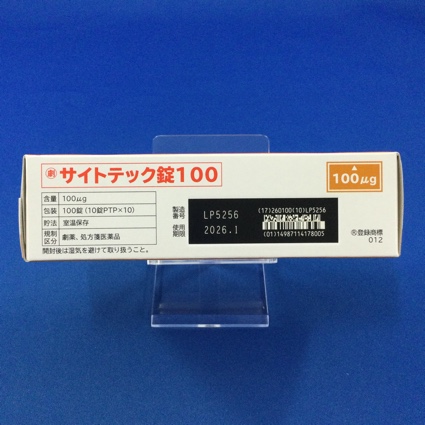 劇 サイトテック錠100
100μg
含量 100μg
包装 100錠(10錠PTP×10)
貯法 室温保存
規制区分 劇薬、処方箋医薬品
開封後は湿気を避けて取り扱うこと。
製造番号 LP5256
使用期限 2026.1
(17)260100(10)LP5256
(01)14987114178005
®登録商標
012